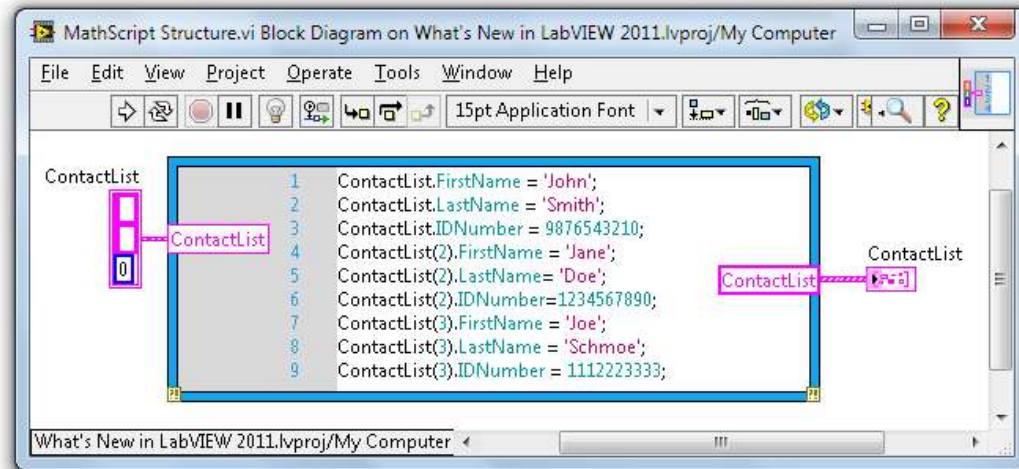 MathScript Structure.vi Block Diagram on What's New in LabVIEW 2011.lvproj/My Computer
File Edit View Project Operate Tools Window Help
15pt Application Font
ContactList
0
ContactList
1 ContactList.FirstName = 'John';
2 ContactList.LastName = 'Smith';
3 ContactList.IDNumber = 9876543210;
4 ContactList(2).FirstName = 'Jane';
5 ContactList(2).LastName= 'Doe';
6 ContactList(2).IDNumber=1234567890;
7 ContactList(3).FirstName = 'Joe';
8 ContactList(3).LastName = 'Schmoe';
9 ContactList(3).IDNumber = 1112223333;
ContactList
ContactList
What's New in LabVIEW 2011.lvproj/My Computer